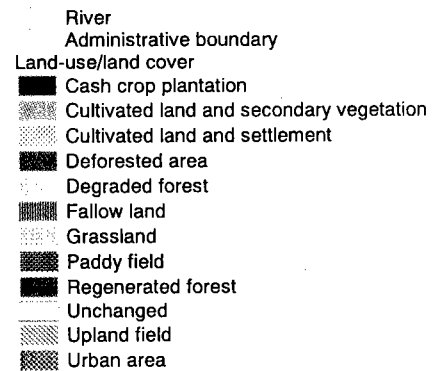 River
Administrative boundary
Land-use/land cover
Cash crop plantation
Cultivated land and secondary vegetation
Cultivated land and settlement
Deforested area
Degraded forest
Fallow land
Grassland
Paddy field
Regenerated forest
Unchanged
Upland field
Urban area